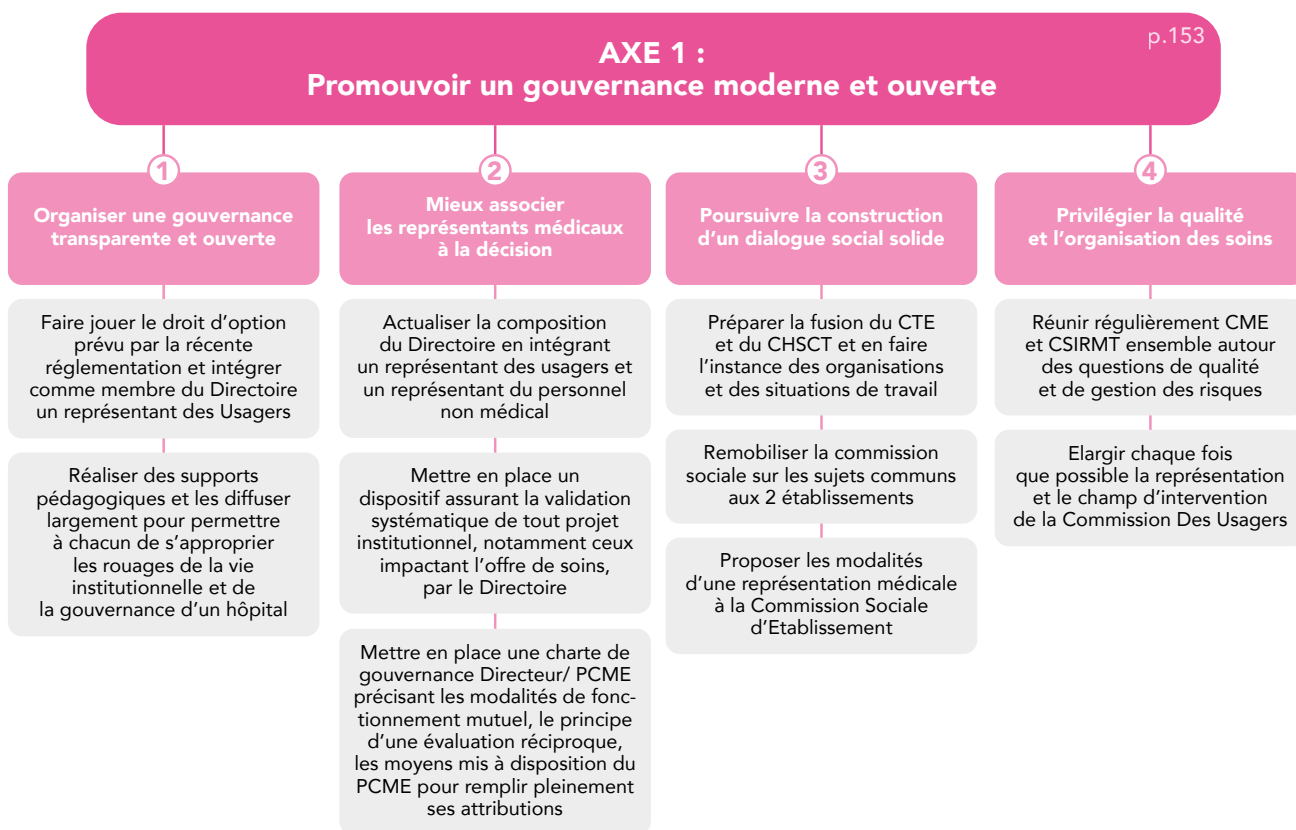 p.153
AXE 1 :
Promouvoir un gouvernance moderne et ouverte
1
Organiser une gouvernance
transparente et ouverte
Faire jouer le droit d'option
prévu par la récente
réglementation et intégrer
comme membre du Directoire
un représentant des Usagers
Réaliser des supports
pédagogiques et les diffuser
largement pour permettre
à chacun de s'approprier
les rouages de la vie
institutionnelle et de
la gouvernance d'un hôpital
2
Mieux associer
les représentants médicaux
à la décision
Actualiser la composition
du Directoire en intégrant
un représentant des usagers et
un représentant du personnel
non médical
Mettre en place un
dispositif assurant la validation
systématique de tout projet
institutionnel, notamment ceux
impactant l'offre de soins,
par le Directoire
Mettre en place une charte de
gouvernance Directeur/ PCME
précisant les modalités de fonc-
tionnement mutuel, le principe
d'une évaluation réciproque,
les moyens mis à disposition du
PCME pour remplir pleinement
ses attributions
3
Poursuivre la construction
d'un dialogue social solide
Préparer la fusion du CTE
et du CHSCT et en faire
l'instance des organisations
et des situations de travail
Remobiliser la commission
sociale sur les sujets communs
aux 2 établissements
Proposer les modalités
d'une représentation médicale
à la Commission Sociale
d'Etablissement
4
Privilégier la qualité
et l'organisation des soins
Réunir régulièrement CME
et CSIRMT ensemble autour
des questions de qualité
et de gestion des risques
Elargir chaque fois
que possible la représentation
et le champ d'intervention
de la Commission Des Usagers